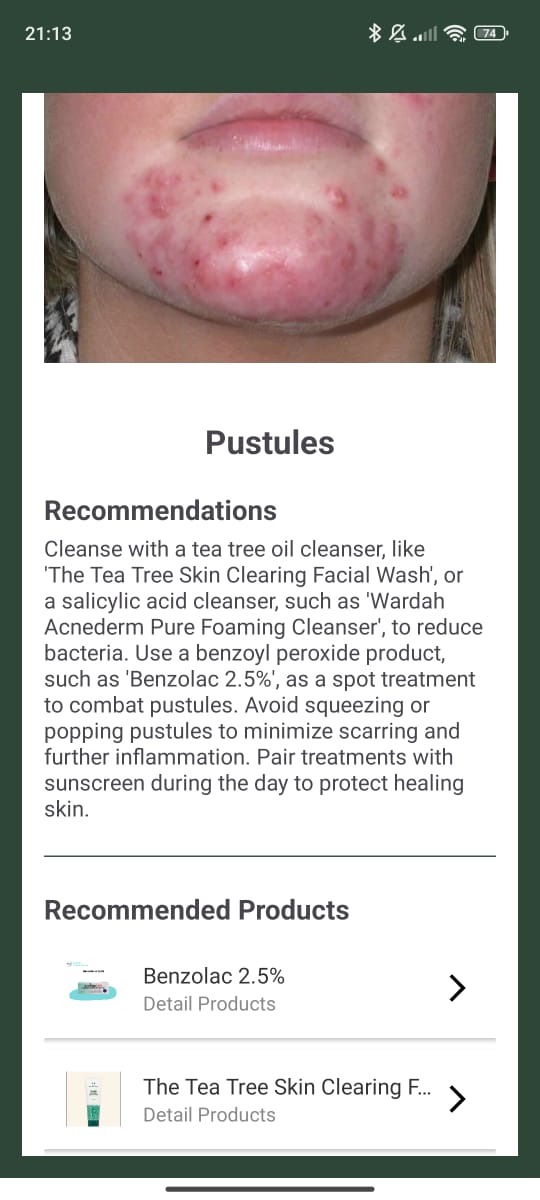 21:13
74
Pustules
Recommendations
Cleanse with a tea tree oil cleanser, like
'The Tea Tree Skin Clearing Facial Wash', or
a salicylic acid cleanser, such as 'Wardah
Acnederm Pure Foaming Cleanser', to reduce
bacteria. Use a benzoyl peroxide product,
such as 'Benzolac 2.5%', as a spot treatment
to combat pustules. Avoid squeezing or
popping pustules to minimize scarring and
further inflammation. Pair treatments with
sunscreen during the day to protect healing
skin.
Recommended Products
Benzolac 2.5%
Detail Products
The Tea Tree Skin Clearing F...
Detail Products